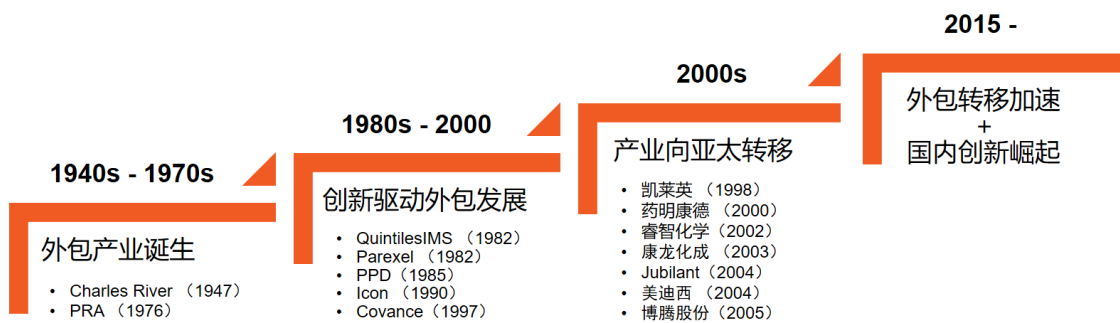 1940s - 1970s
外包产业诞生
• Charles River （1947）
• PRA （1976）
1980s - 2000
创新驱动外包发展
• QuintilesIMS （1982）
• Parexel （1982）
• PPD （1985）
• Icon （1990）
• Covance （1997）
2000s
产业向亚太转移
• 凯莱英 （1998）
• 药明康德 （2000）
• 睿智化学（2002）
• 康龙化成 （2003）
• Jubilant（2004）
• 美迪西 （2004）
• 博腾股份 （2005）
2015 -
外包转移加速
+
国内创新崛起